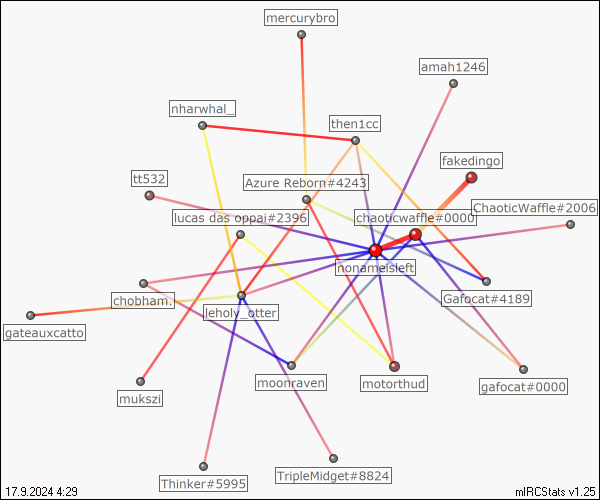 mercurybro
amah1246
nharwhal_
then1cc
fakedingo
tt532
Azure Reborn#4243
ChaoticWaffle#2006
lucas das oppai#2396
chaoticwaffle#0000
nonameisleft
chobham.
Gafocat#4189
leholy_otter
gateauxcatto
moonraven
motorthud
gafocat#0000
mukszi
Thinker#5995
TripleMidget#8824
17.9.2024 4:29
mIRCStats v1.25